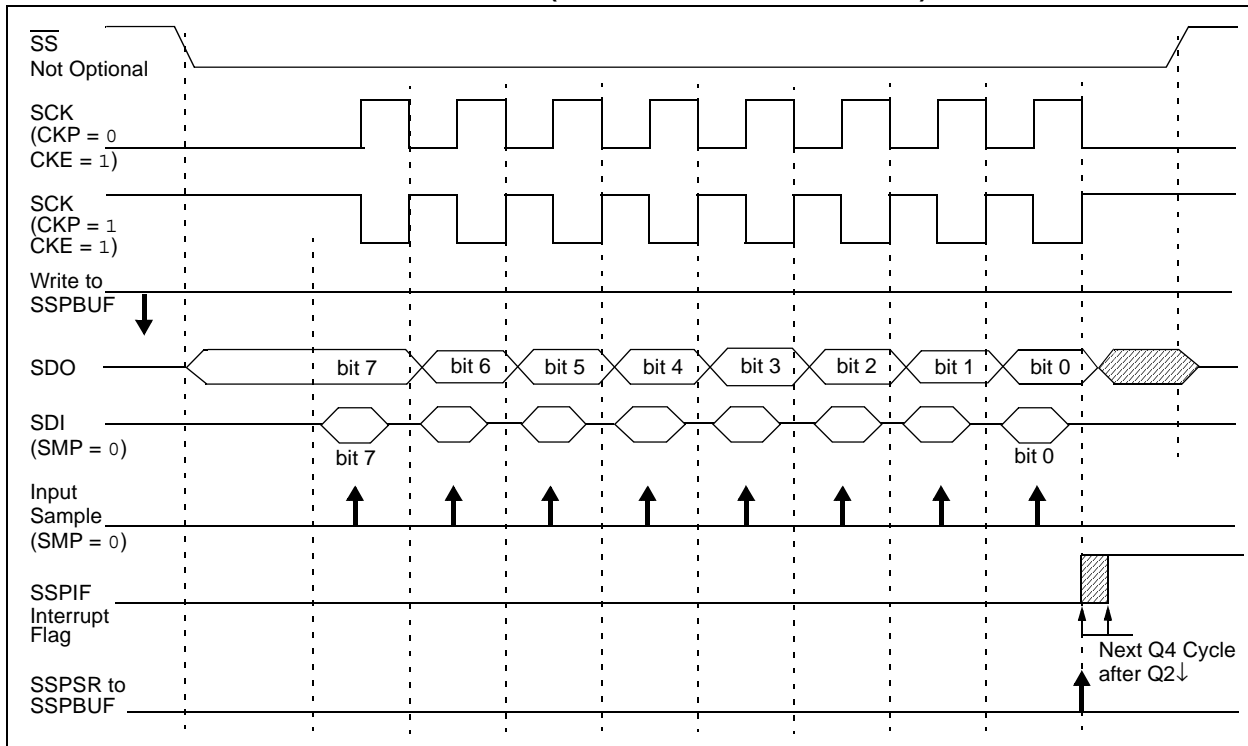 SS
Not Optional
SCK
(CKP = 0
CKE = 1)
SCK
(CKP = 1
CKE = 1)
Write to
SSPBUF
SDO
bit 7 bit 6 bit 5 bit 4 bit 3 bit 2 bit 1 bit 0
SDI
(SMP = 0)
bit 7 bit 0
Input
Sample
(SMP = 0)
SSPIF
Interrupt
Flag
Next Q4 Cycle
after Q2↓
SSPSR to
SSPBUF